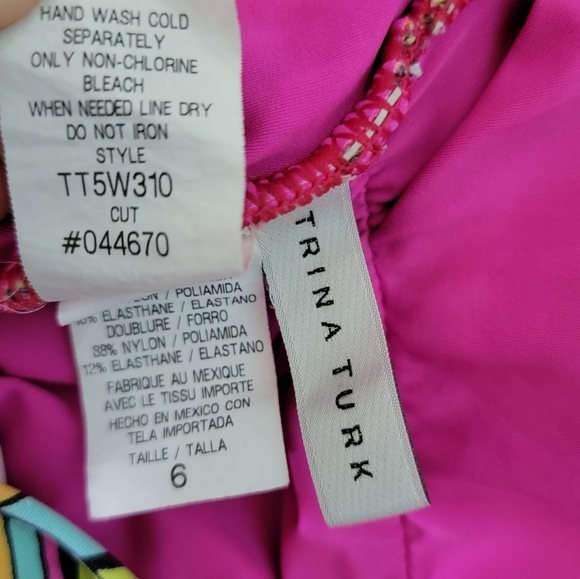 HAND WASH COLD
SEPARATELY
ONLY NON-CHLORINE
BLEACH
WHEN NEEDED LINE DRY
DO NOT IRON
STYLE
TT5W310
CUT
#044670
/ POLIAMIDA
ELASTHANE / ELASTANO
DOUBLURE / FORRO
88% NYLON / POLIAMIDA
12% ELASTHANE / ELASTANO
FABRIQUE AU MEXIQUE
AVEC LE TISSU IMPORTE
HECHO EN MEXICO CON
TELA IMPORTADA
TAILLE / TALLA
6
TRINA TURK